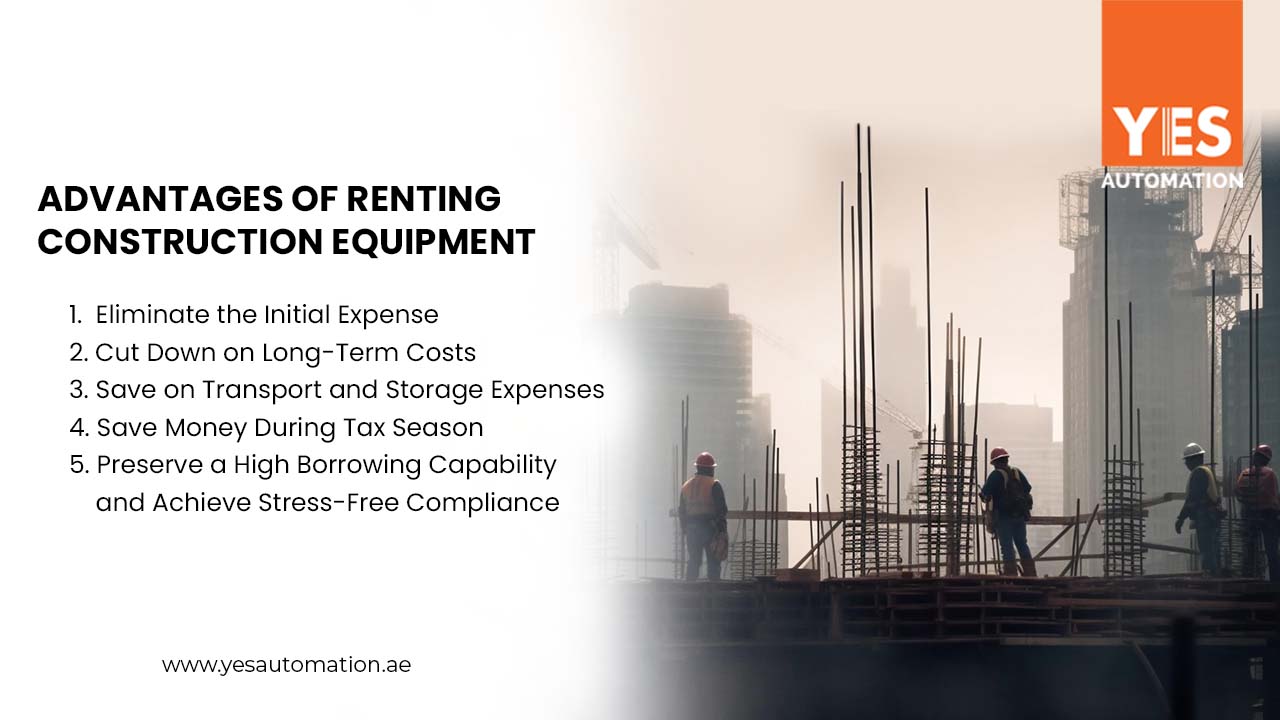 YES
AUTOMATION
ADVANTAGES OF RENTING
CONSTRUCTION EQUIPMENT
1. Eliminate the Initial Expense
2. Cut Down on Long-Term Costs
3. Save on Transport and Storage Expenses
4. Save Money During Tax Season
5. Preserve a High Borrowing Capability
and Achieve Stress-Free Compliance
www.yesautomation.ae